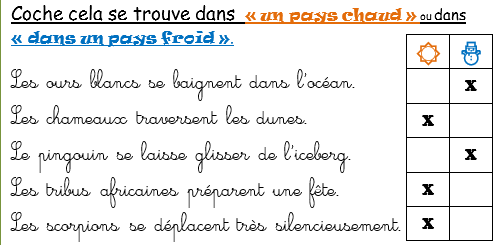 Coche cela se trouve dans « un pays chaud » ou dans
« dans un pays froid ».
Les ours blancs se baignent dans l'océan. x
Les chameaux traversent les dunes. x
Le pingouin se laisse glisser de l'iceberg. x
Les tribus africaines préparent une fête. x
Les scorpions se déplacent très silencieusement. x